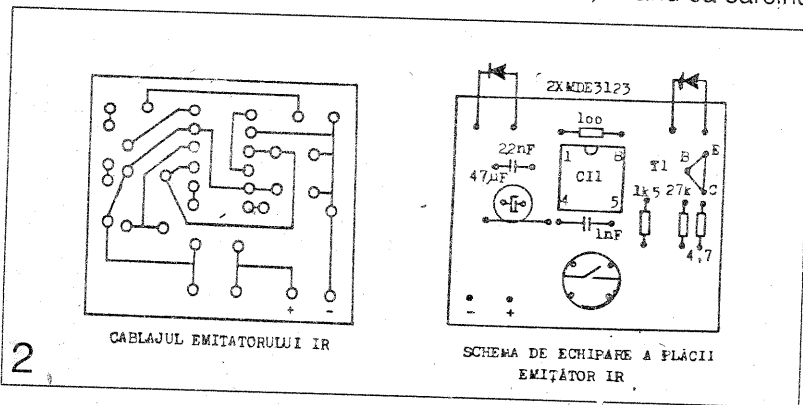 2XMDE3123
100
22nF
1
8
T1
B
E
47µF
CI1
1k5
27k
C
4
5
1nF
4,7
+
-
-
+
CABLAJUL EMITATORULUI IR
SCHEMA DE ECHIPARE A PLĂCII
EMIŢĂTOR IR
2